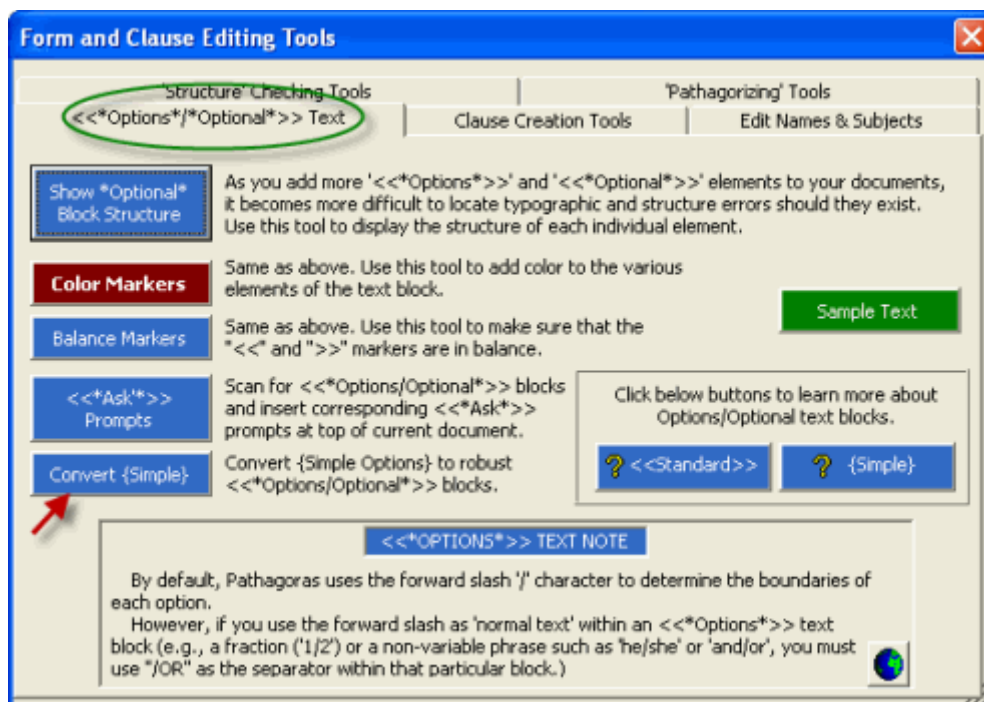 Form and Clause Editing Tools
'Structure' Checking Tools
'Pathagorizing' Tools
<<*Options*/*Optional*>> Text
Clause Creation Tools
Edit Names & Subjects
Show *Optional*
Block Structure
As you add more '<<*Options*>>' and '<<*Optional*>>' elements to your documents,
it becomes more difficult to locate typographic and structure errors should they exist.
Use this tool to display the structure of each individual element.
Color Markers
Same as above. Use this tool to add color to the various
elements of the text block.
Sample Text
Balance Markers
Same as above. Use this tool to make sure that the
"<<" and ">>" markers are in balance.
<<*Ask'*>>
Prompts
Scan for <<*Options/Optional*>> blocks
and insert corresponding <<*Ask*>>
prompts at top of current document.
Click below buttons to learn more about
Options/Optional text blocks.
Convert {Simple}
Convert {Simple Options} to robust
<<*Options/Optional*>> blocks.
? <<Standard>>
? {Simple}
<<*OPTIONS*>> TEXT NOTE
By default, Pathagoras uses the forward slash '/' character to determine the boundaries of
each option.
However, if you use the forward slash as 'normal text' within an <<*Options*>> text
block (e.g., a fraction ('1/2') or a non-variable phrase such as 'he/she' or 'and/or', you must
use "/OR" as the separator within that particular block.)